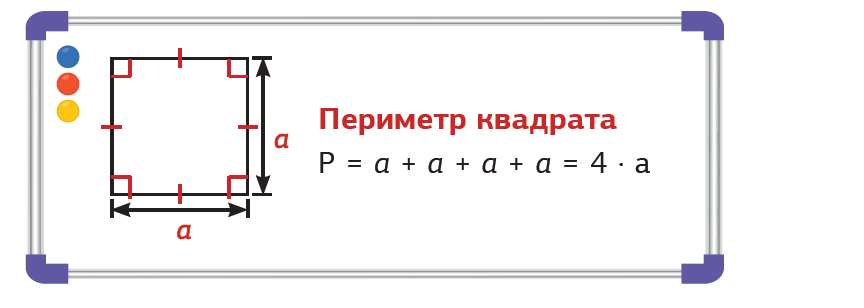 Периметр квадрата
P = a + a + a + a = 4 · a
a
a